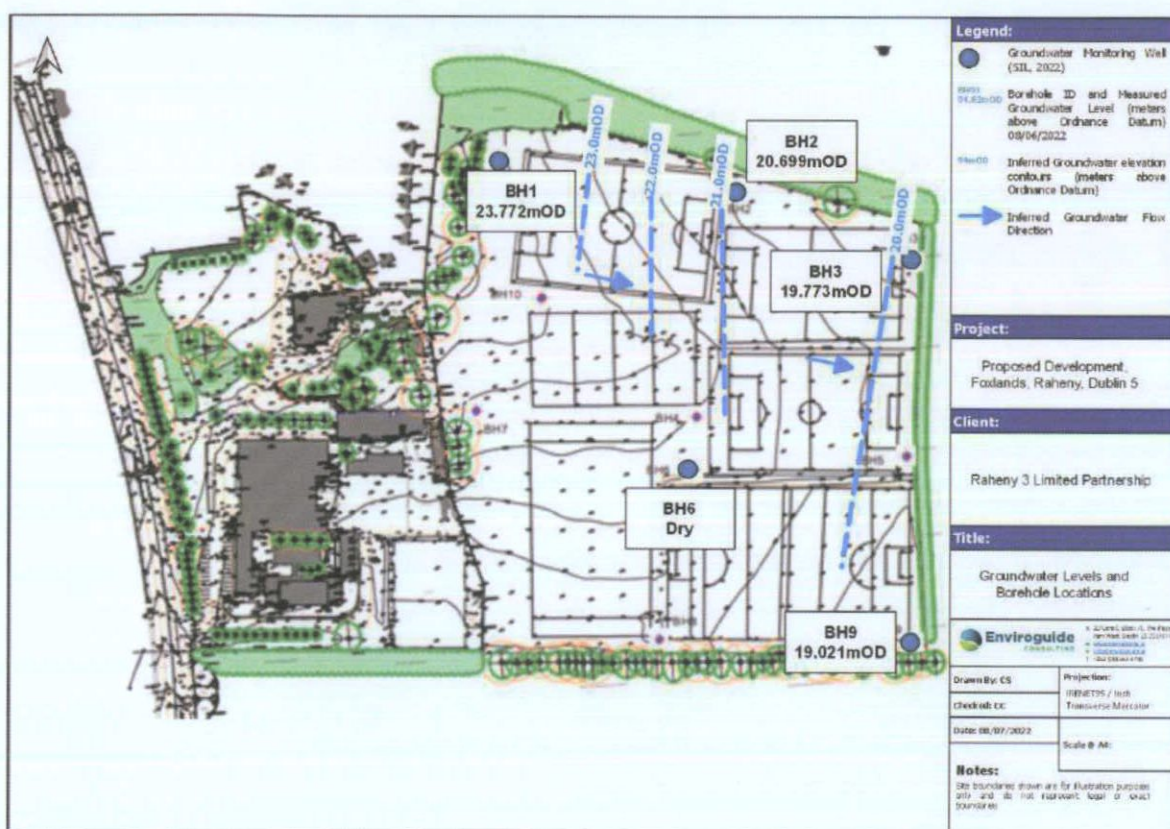 23.0mOD
22.0mOD
21.0mOD
20.0mOD
BH1
23.772mOD
BH2
20.699mOD
BH3
19.773mOD
BH10
BH7
BH4
BH5
BH6
Dry
BH9
19.021mOD
Legend:
Groundwater Monitoring Well
(SIL, 2022)
Borehole ID and Measured
Groundwater Level (meters
above Ordnance Datum)
08/06/2022
Inferred Groundwater elevation
contours (meters above
Ordnance Datum)
Inferred Groundwater Flow
Direction
Project:
Proposed Development,
Foxlands, Raheny, Dublin 5
Client:
Raheny 3 Limited Partnership
Title:
Groundwater Levels and
Borehole Locations
Enviroguide
CONSULTING
Drawn By: CS
Checked: CC
Date: 08/07/2022
Projection:
Transverse Mercator
Scale @ A4:
Notes:
Site boundaries shown are for illustration purposes
only and do not represent legal or exact
boundaries